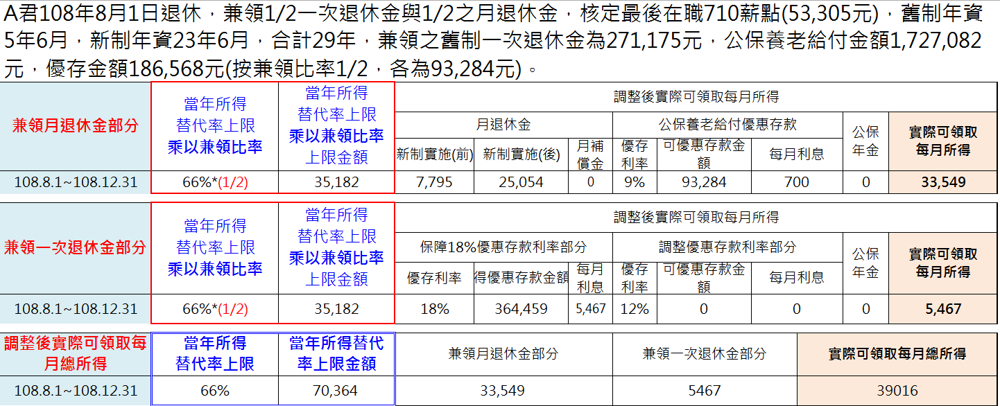 A君108年8月1日退休，兼領1/2一次退休金與1/2之月退休金，核定最後在職710薪點(53,305元)，舊制年資
5年6月，新制年資23年6月，合計29年，兼領之舊制一次退休金為271,175元，公保養老給付金額1,727,082
元，優存金額186,568元(按兼領比率1/2，各為93,284元)。
兼領月退休金部分
當年所得
替代率上限
乘以兼領比率
當年所得
替代率上限
乘以兼領比率
上限金額
調整後實際可領取每月所得
月退休金
公保養老給付優惠存款
公保
年金
實際可領取
每月所得
新制實施(前)
新制實施(後)
月補
償金
優存
利率
可優惠存款金
額
每月利息
108.8.1~108.12.31
66%*(1/2)
35,182
7,795
25,054
0
9%
93,284
700
0
33,549
兼領一次退休金部分
當年所得
替代率上限
乘以兼領比率
當年所得
替代率上限
乘以兼領比率
上限金額
調整後實際可領取每月所得
保障18%優惠存款利率部分
調整優惠存款利率部分
公保
年金
實際可領取
每月所得
優存利率
得優惠存款金額
每月
利息
優存
利率
可優惠存款金
額
每月利息
108.8.1~108.12.31
66%*(1/2)
35,182
18%
364,459
5,467
12%
0
0
0
5,467
調整後實際可領取每
月總所得
當年所得
替代率上限
當年所得替代
率上限金額
兼領月退休金部分
兼領一次退休金部分
實際可領取每月總所得
108.8.1~108.12.31
66%
70,364
33,549
5467
39016